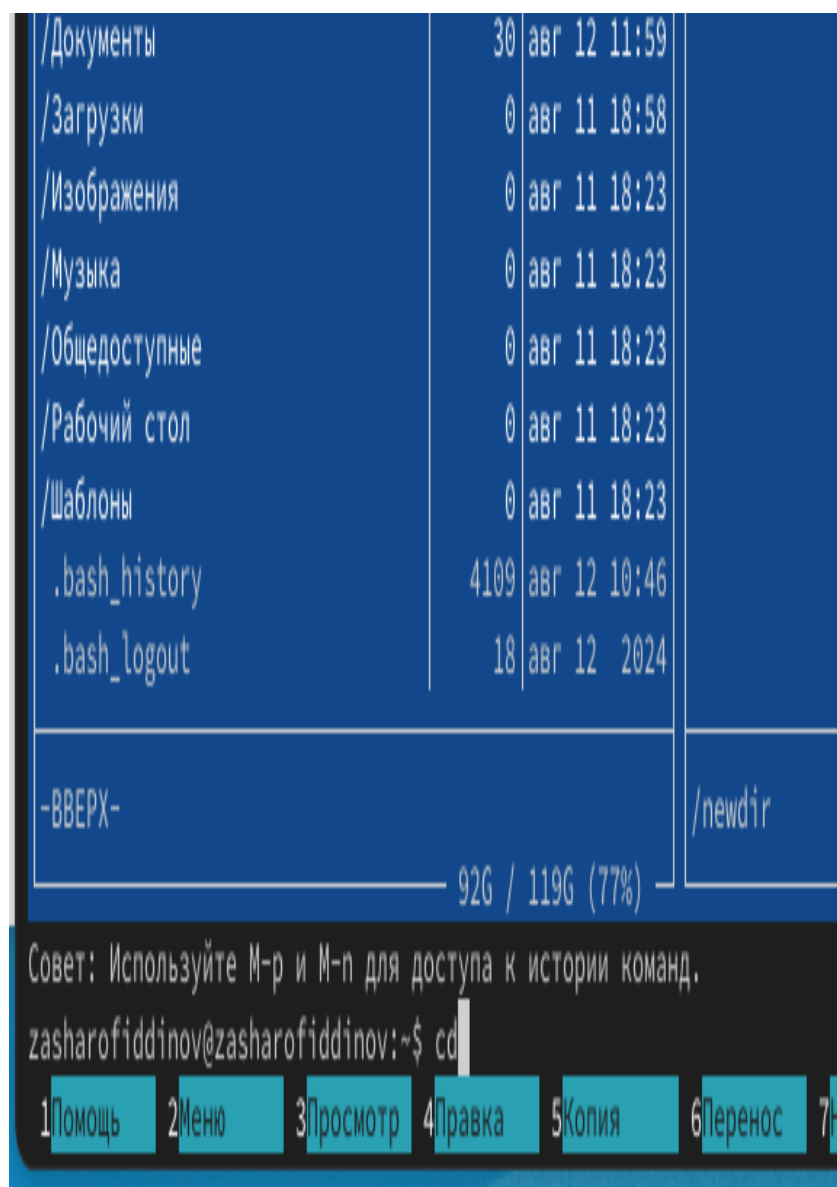 /Документы 30 авг 12 11:59
/Загрузки 0 авг 11 18:58
/Изображения 0 авг 11 18:23
/Музыка 0 авг 11 18:23
/Общедоступные 0 авг 11 18:23
/Рабочий стол 0 авг 11 18:23
/Шаблоны 0 авг 11 18:23
.bash_history 4109 авг 12 10:46
.bash_logout 18 авг 12 2024
-ВВЕРХ- /newdir
92G / 119G (77%)
Совет: Используйте M-p и M-n для доступа к истории команд.
zasharofiddinov@zasharofiddinov:~$ cd
1Помощь 2Меню 3Просмотр 4Правка 5Копия 6Перенос 7